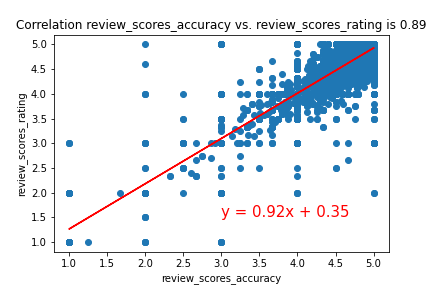 Correlation review_scores_accuracy vs. review_scores_rating is 0.89
5.0
4.5
4.0
3.5
3.0
2.5
2.0
1.5
1.0
review_scores_rating
y = 0.92x + 0.35
1.0 1.5 2.0 2.5 3.0 3.5 4.0 4.5 5.0
review_scores_accuracy